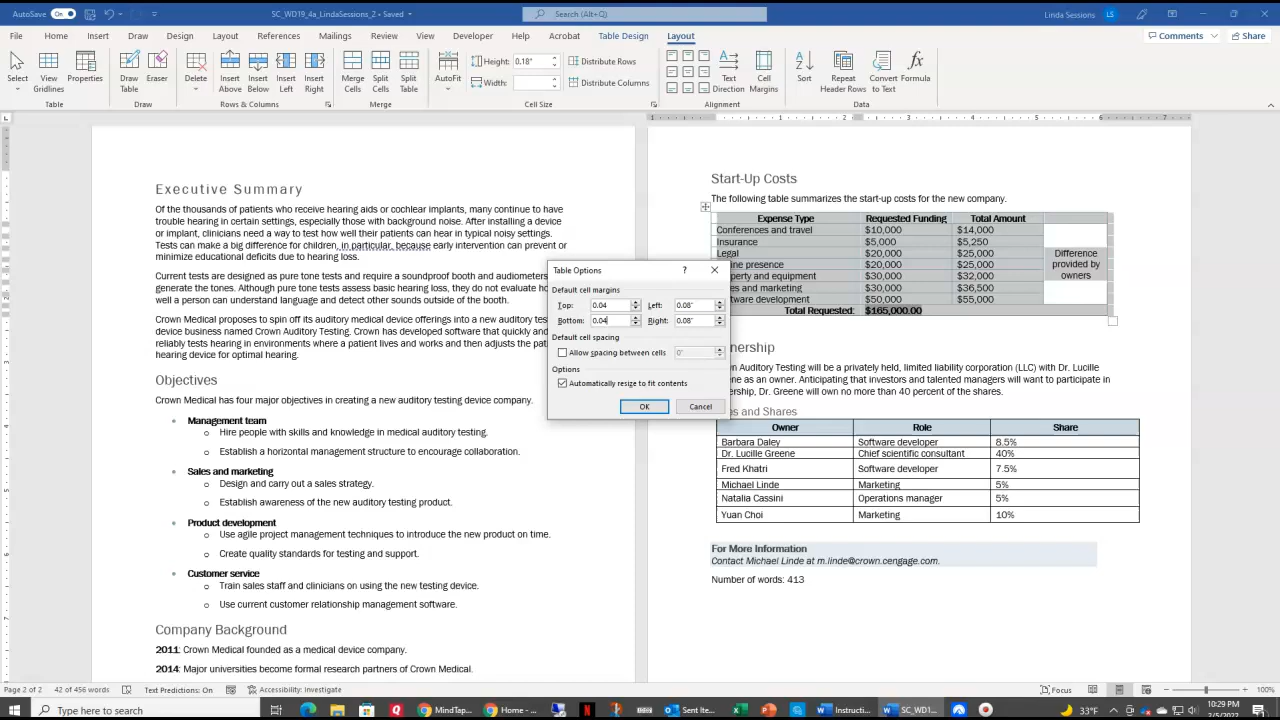 AutoSave On SC_WD19_4a_LindaSessions_2 • Saved Search (Alt+Q) Linda Sessions LS
File Home Insert Draw Design Layout References Mailings Review View Developer Help Acrobat Table Design Layout Comments Share
Select View Gridlines Properties Draw Table Eraser Delete Insert Above Insert Below Insert Left Insert Right Merge Cells Split Cells Split Table AutoFit Height: 0.18" Width: Distribute Rows Distribute Columns Text Direction Cell Margins Sort Repeat Header Rows Convert to Text Formula
Table Draw Rows & Columns Merge Cell Size Alignment Data
Executive Summary
Of the thousands of patients who receive hearing aids or cochlear implants, many continue to have
trouble hearing in certain settings, especially those with background noise. After installing a device
or implant, clinicians need a way to test how well their patients can hear in typical noisy settings.
Tests can make a big difference for children, in particular, because early intervention can prevent or
minimize educational deficits due to hearing loss.
Current tests are designed as pure tone tests and require a soundproof booth and audiometers
generate the tones. Although pure tone tests assess basic hearing loss, they do not evaluate ho
well a person can understand language and detect other sounds outside of the booth.
Crown Medical proposes to spin off its auditory medical device offerings into a new auditory tes
device business named Crown Auditory Testing. Crown has developed software that quickly and
reliably tests hearing in environments where a patient lives and works and then adjusts the pat
hearing device for optimal hearing.
Objectives
Crown Medical has four major objectives in creating a new auditory testing device company.
Management team
o Hire people with skills and knowledge in medical auditory testing.
o Establish a horizontal management structure to encourage collaboration.
Sales and marketing
o Design and carry out a sales strategy.
o Establish awareness of the new auditory testing product.
Product development
o Use agile project management techniques to introduce the new product on time.
o Create quality standards for testing and support.
Customer service
o Train sales staff and clinicians on using the new testing device.
o Use current customer relationship management software.
Company Background
2011: Crown Medical founded as a medical device company.
2014: Major universities become formal research partners of Crown Medical.
Start-Up Costs
The following table summarizes the start-up costs for the new company.
Expense Type Requested Funding Total Amount
Conferences and travel $10,000 $14,000
Insurance $5,000 $5,250
Legal $20,000 $25,000
line presence $20,000 $25,000
perty and equipment $30,000 $32,000
es and marketing $30,000 $36,500
tware development $50,000 $55,000
Difference
provided by
owners
Total Requested: $165,000.00
nership
n Auditory Testing will be a privately held, limited liability corporation (LLC) with Dr. Lucille
ene as an owner. Anticipating that investors and talented managers will want to participate in
ership, Dr. Greene will own no more than 40 percent of the shares.
es and Shares
Owner Role Share
Barbara Daley Software developer 8.5%
Dr. Lucille Greene Chief scientific consultant 40%
Fred Khatri Software developer 7.5%
Michael Linde Marketing 5%
Natalia Cassini Operations manager 5%
Yuan Choi Marketing 10%
For More Information
Contact Michael Linde at m.linde@crown.cengage.com.
Number of words: 413
Table Options ?
Default cell margins
Top: 0.04 Left: 0.08"
Bottom: 0.04 Right: 0.08"
Default cell spacing
Allow spacing between cells 0"
Options
Automatically resize to fit contents
OK Cancel
Page 2 of 2 42 of 456 words Text Predictions: On Accessibility: Investigate Focus 100%
Type here to search MindTap... Home - ... Sent Ite... Instructi... SC_WD1... 33°F 10:29 PM
2/5/2022